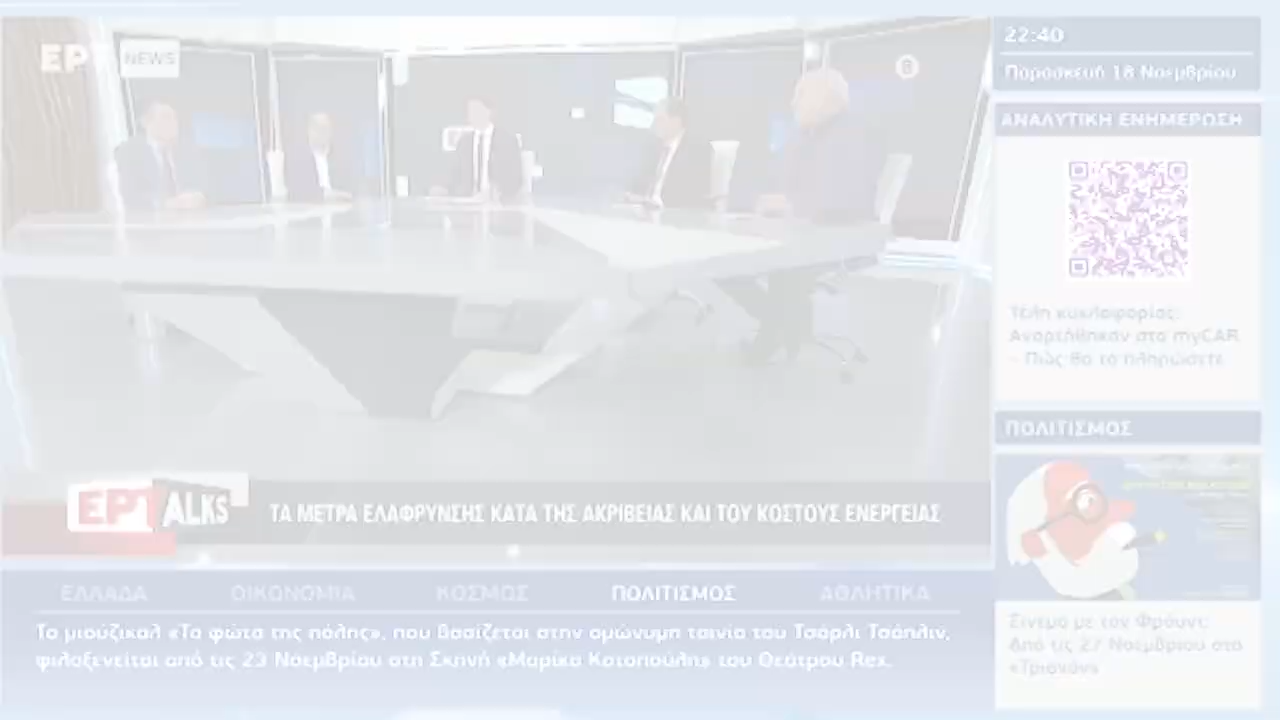 ΕΡΤ NEWS
22:40
Παρασκευή 18 Νοεμβρίου
ΑΝΑΛΥΤΙΚΗ ΕΝΗΜΕΡΩΣΗ
Τέλη κυκλοφορίας:
Αναρτήθηκαν στο myCAR
- Πώς θα τα πληρώσετε
ΠΟΛΙΤΙΣΜΟΣ
Σινεμά με τον Φρόυντ:
Από τις 27 Νοεμβρίου στο
«Τριανόν»
ΕΡΤALKS
ΤΑ ΜΕΤΡΑ ΕΛΑΦΡΥΝΣΗΣ ΚΑΤΑ ΤΗΣ ΑΚΡΙΒΕΙΑΣ ΚΑΙ ΤΟΥ ΚΟΣΤΟΥΣ ΕΝΕΡΓΕΙΑΣ
ΕΛΛΑΔΑ ΟΙΚΟΝΟΜΙΑ ΚΟΣΜΟΣ ΠΟΛΙΤΙΣΜΟΣ ΑΘΛΗΤΙΚΑ
Το μιούζικαλ «Τα φώτα της πόλης», που βασίζεται στην ομώνυμη ταινία του Τσάρλι Τσάπλιν,
φιλοξενείται από τις 23 Νοεμβρίου στη Σκηνή «Μαρίκα Κοτοπούλη» του Θεάτρου Rex.